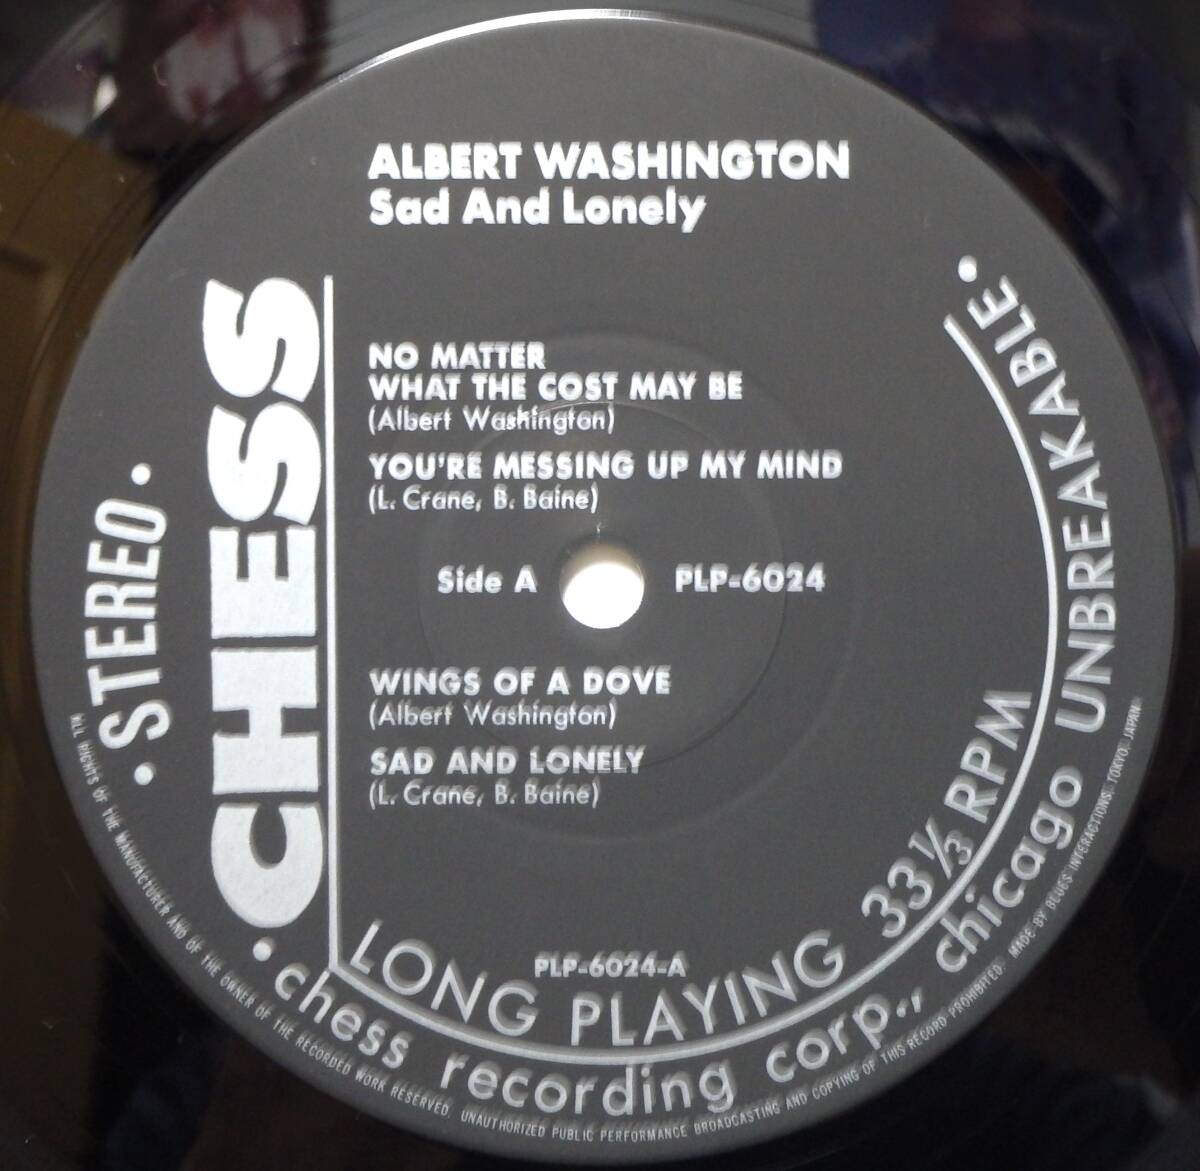 ALBERT WASHINGTON
Sad And Lonely
NO MATTER
WHAT THE COST MAY BE
(Albert Washington)
YOU'RE MESSING UP MY MIND
(L. Crane, B. Baine)
Side A
PLP-6024
WINGS OF A DOVE
(Albert Washington)
SAD AND LONELY
(L. Crane, B. Baine)
PLP-6024-A
LONG PLAYING 33 1/3 RPM
CHESS
• STEREO •
• chess recording corp., chicago UNBREAKABLE. •
ALL RIGHTS OF THE MANUFACTURER AND OF THE OWNER OF THE RECORDED WORK RESERVED. UNAUTHORIZED PUBLIC PERFORMANCE BROADCASTING AND COPYING OF THIS RECORD PROHIBITED. MADE BY BLUES INTERACTIONS, TOKYO, JAPAN.